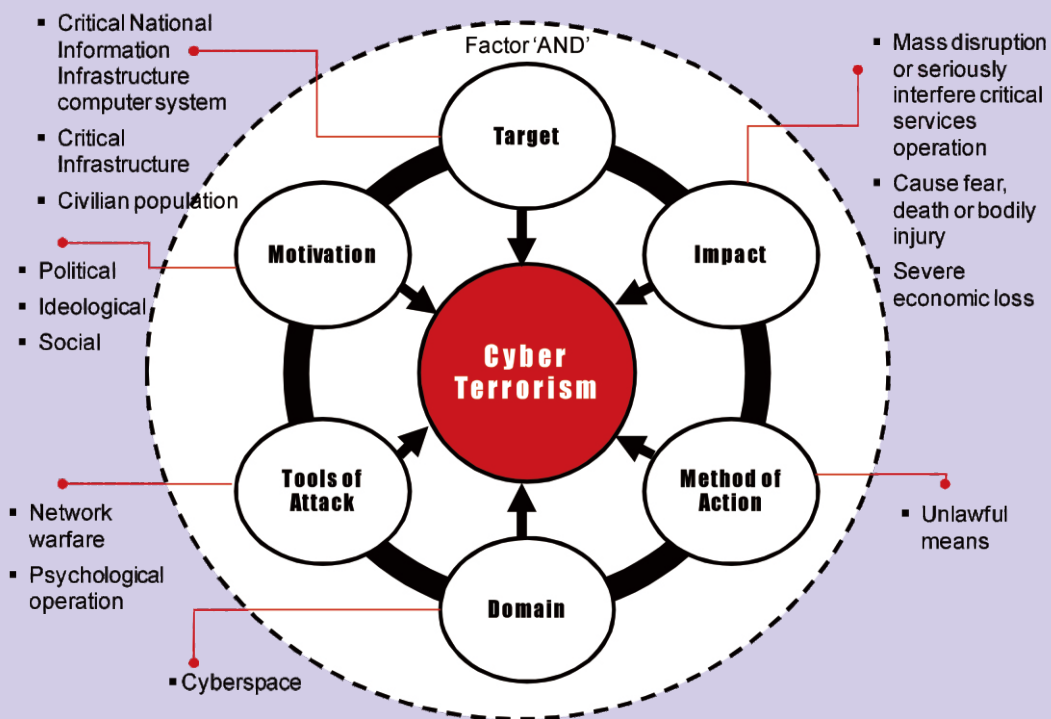 ▪ Critical National
Information
Infrastructure
computer system
▪ Critical
Infrastructure
▪ Civilian population
Factor ‘AND’
▪ Mass disruption
or seriously
interfere critical
services
operation
▪ Cause fear,
death or bodily
injury
▪ Severe
economic loss
Target
Motivation
Impact
▪ Political
▪ Ideological
▪ Social
Cyber
Terrorism
Tools of
Attack
Method of
Action
▪ Network
warfare
▪ Psychological
operation
▪ Unlawful
means
Domain
▪ Cyberspace